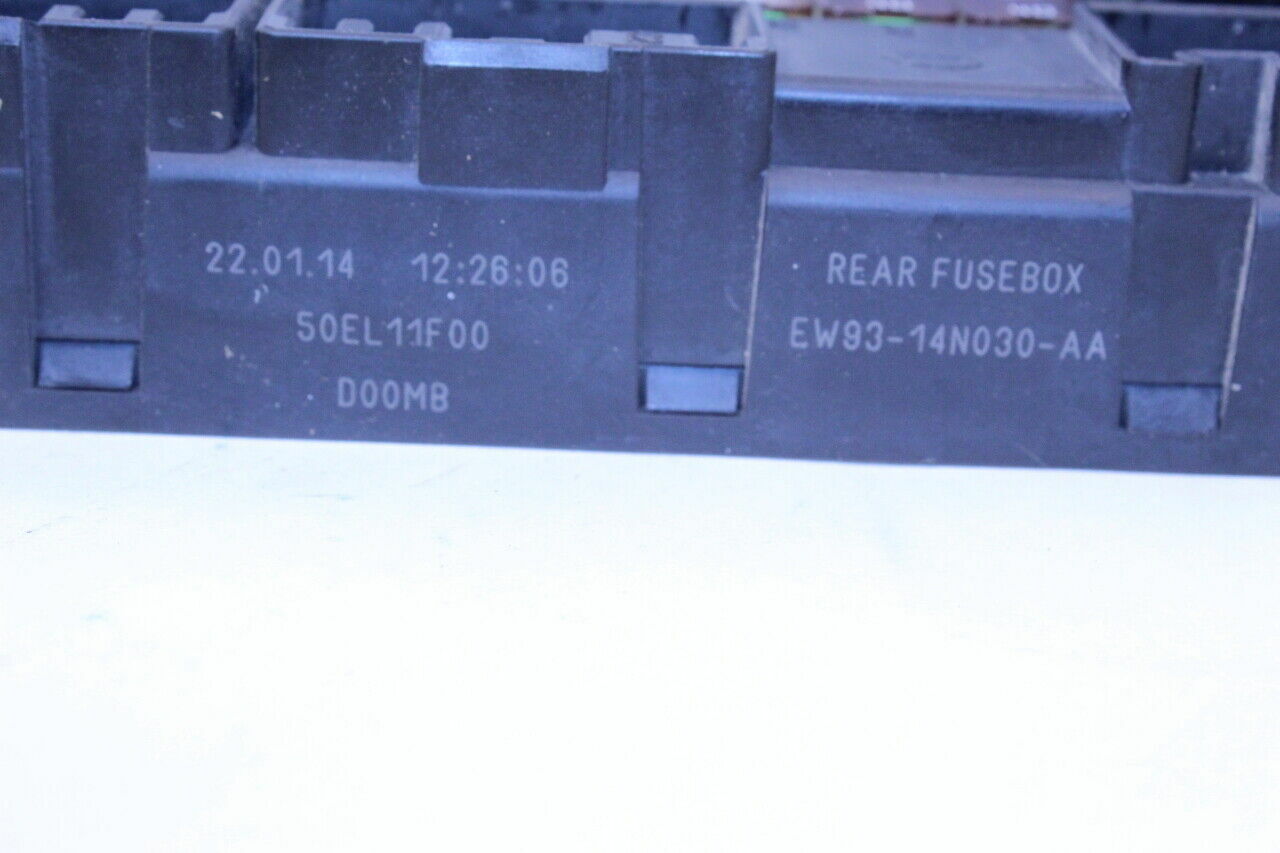 22.01.14 12:26:06
50EL11F00
D00MB
REAR FUSEBOX
EW93-14N030-AA